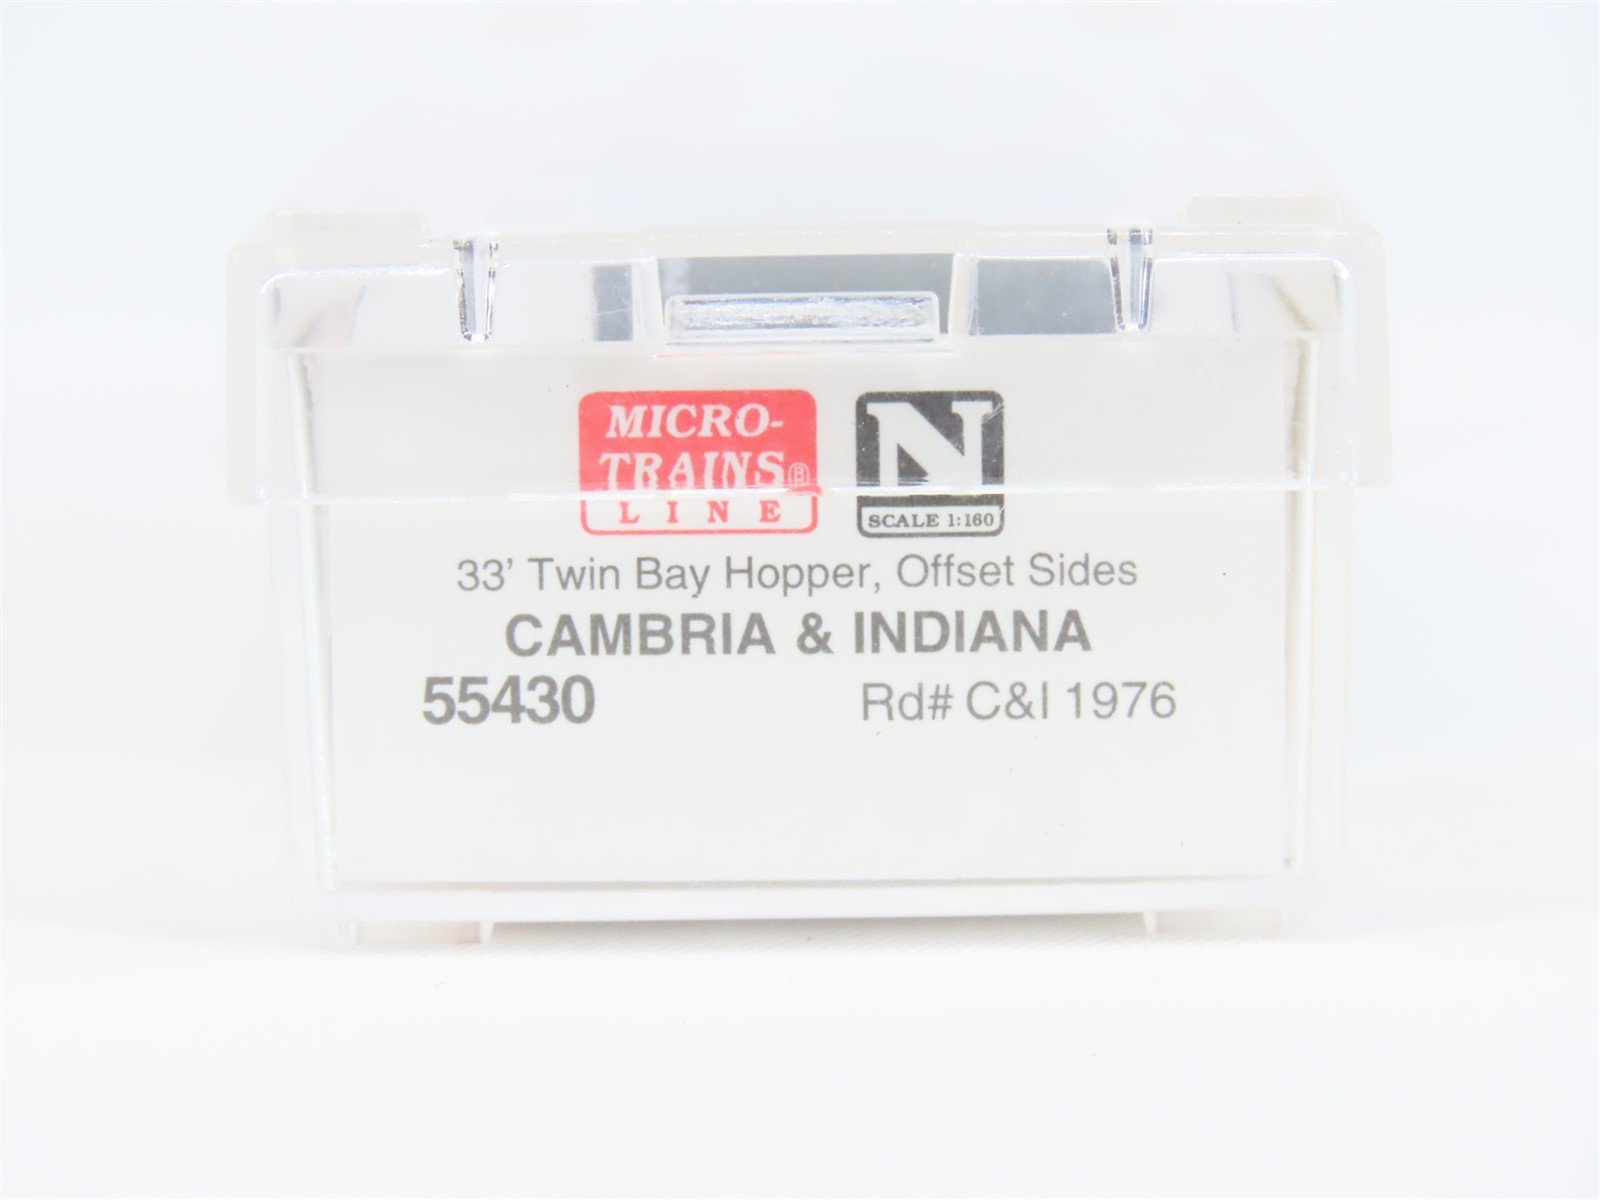 MICRO-
TRAINS®
LINE
N
SCALE 1:160
33' Twin Bay Hopper, Offset Sides
CAMBRIA & INDIANA
55430 Rd# C&I 1976